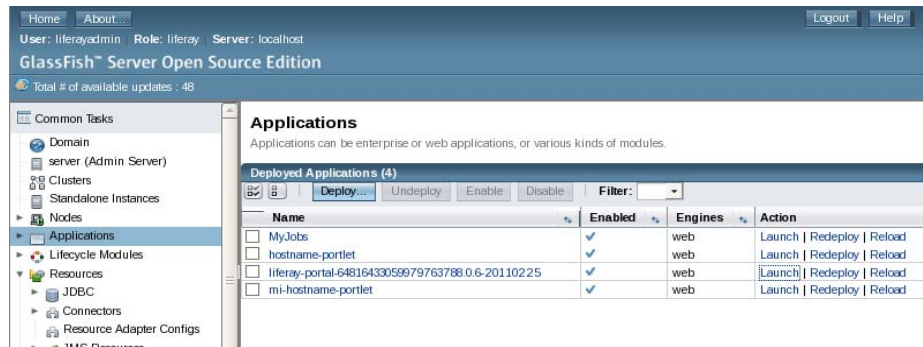 Home About... Logout Help
User: liferayadmin Role: liferay Server: localhost
GlassFish™ Server Open Source Edition
Total # of available updates : 48
Common Tasks
Domain
server (Admin Server)
Clusters
Standalone Instances
Nodes
Applications
Lifecycle Modules
Resources
JDBC
Connectors
Resource Adapter Configs
JMS Resources
Applications
Applications can be enterprise or web applications, or various kinds of modules.
Deployed Applications (4)
Deploy... Undeploy Enable Disable Filter:
Name Enabled Engines Action
MyJobs web Launch | Redeploy | Reload
hostname-portlet web Launch | Redeploy | Reload
liferay-portal-64816433059979763788.0.6-20110225 web Launch | Redeploy | Reload
mi-hostname-portlet web Launch | Redeploy | Reload